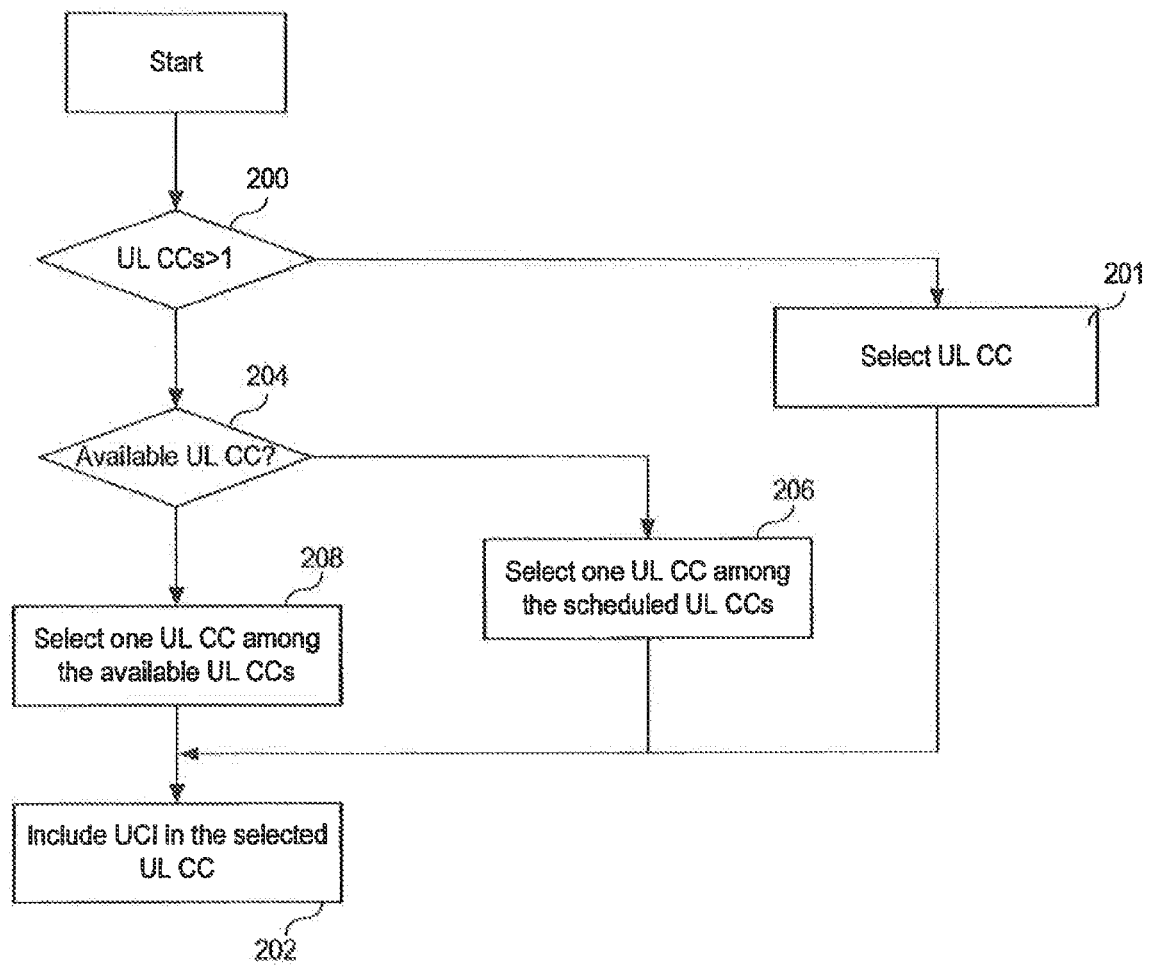 Start
200
UL CCs>1
201
Select UL CC
204
Available UL CC?
206
Select one UL CC among
the scheduled UL CCs
208
Select one UL CC among
the available UL CCs
Include UCI in the selected
UL CC
202